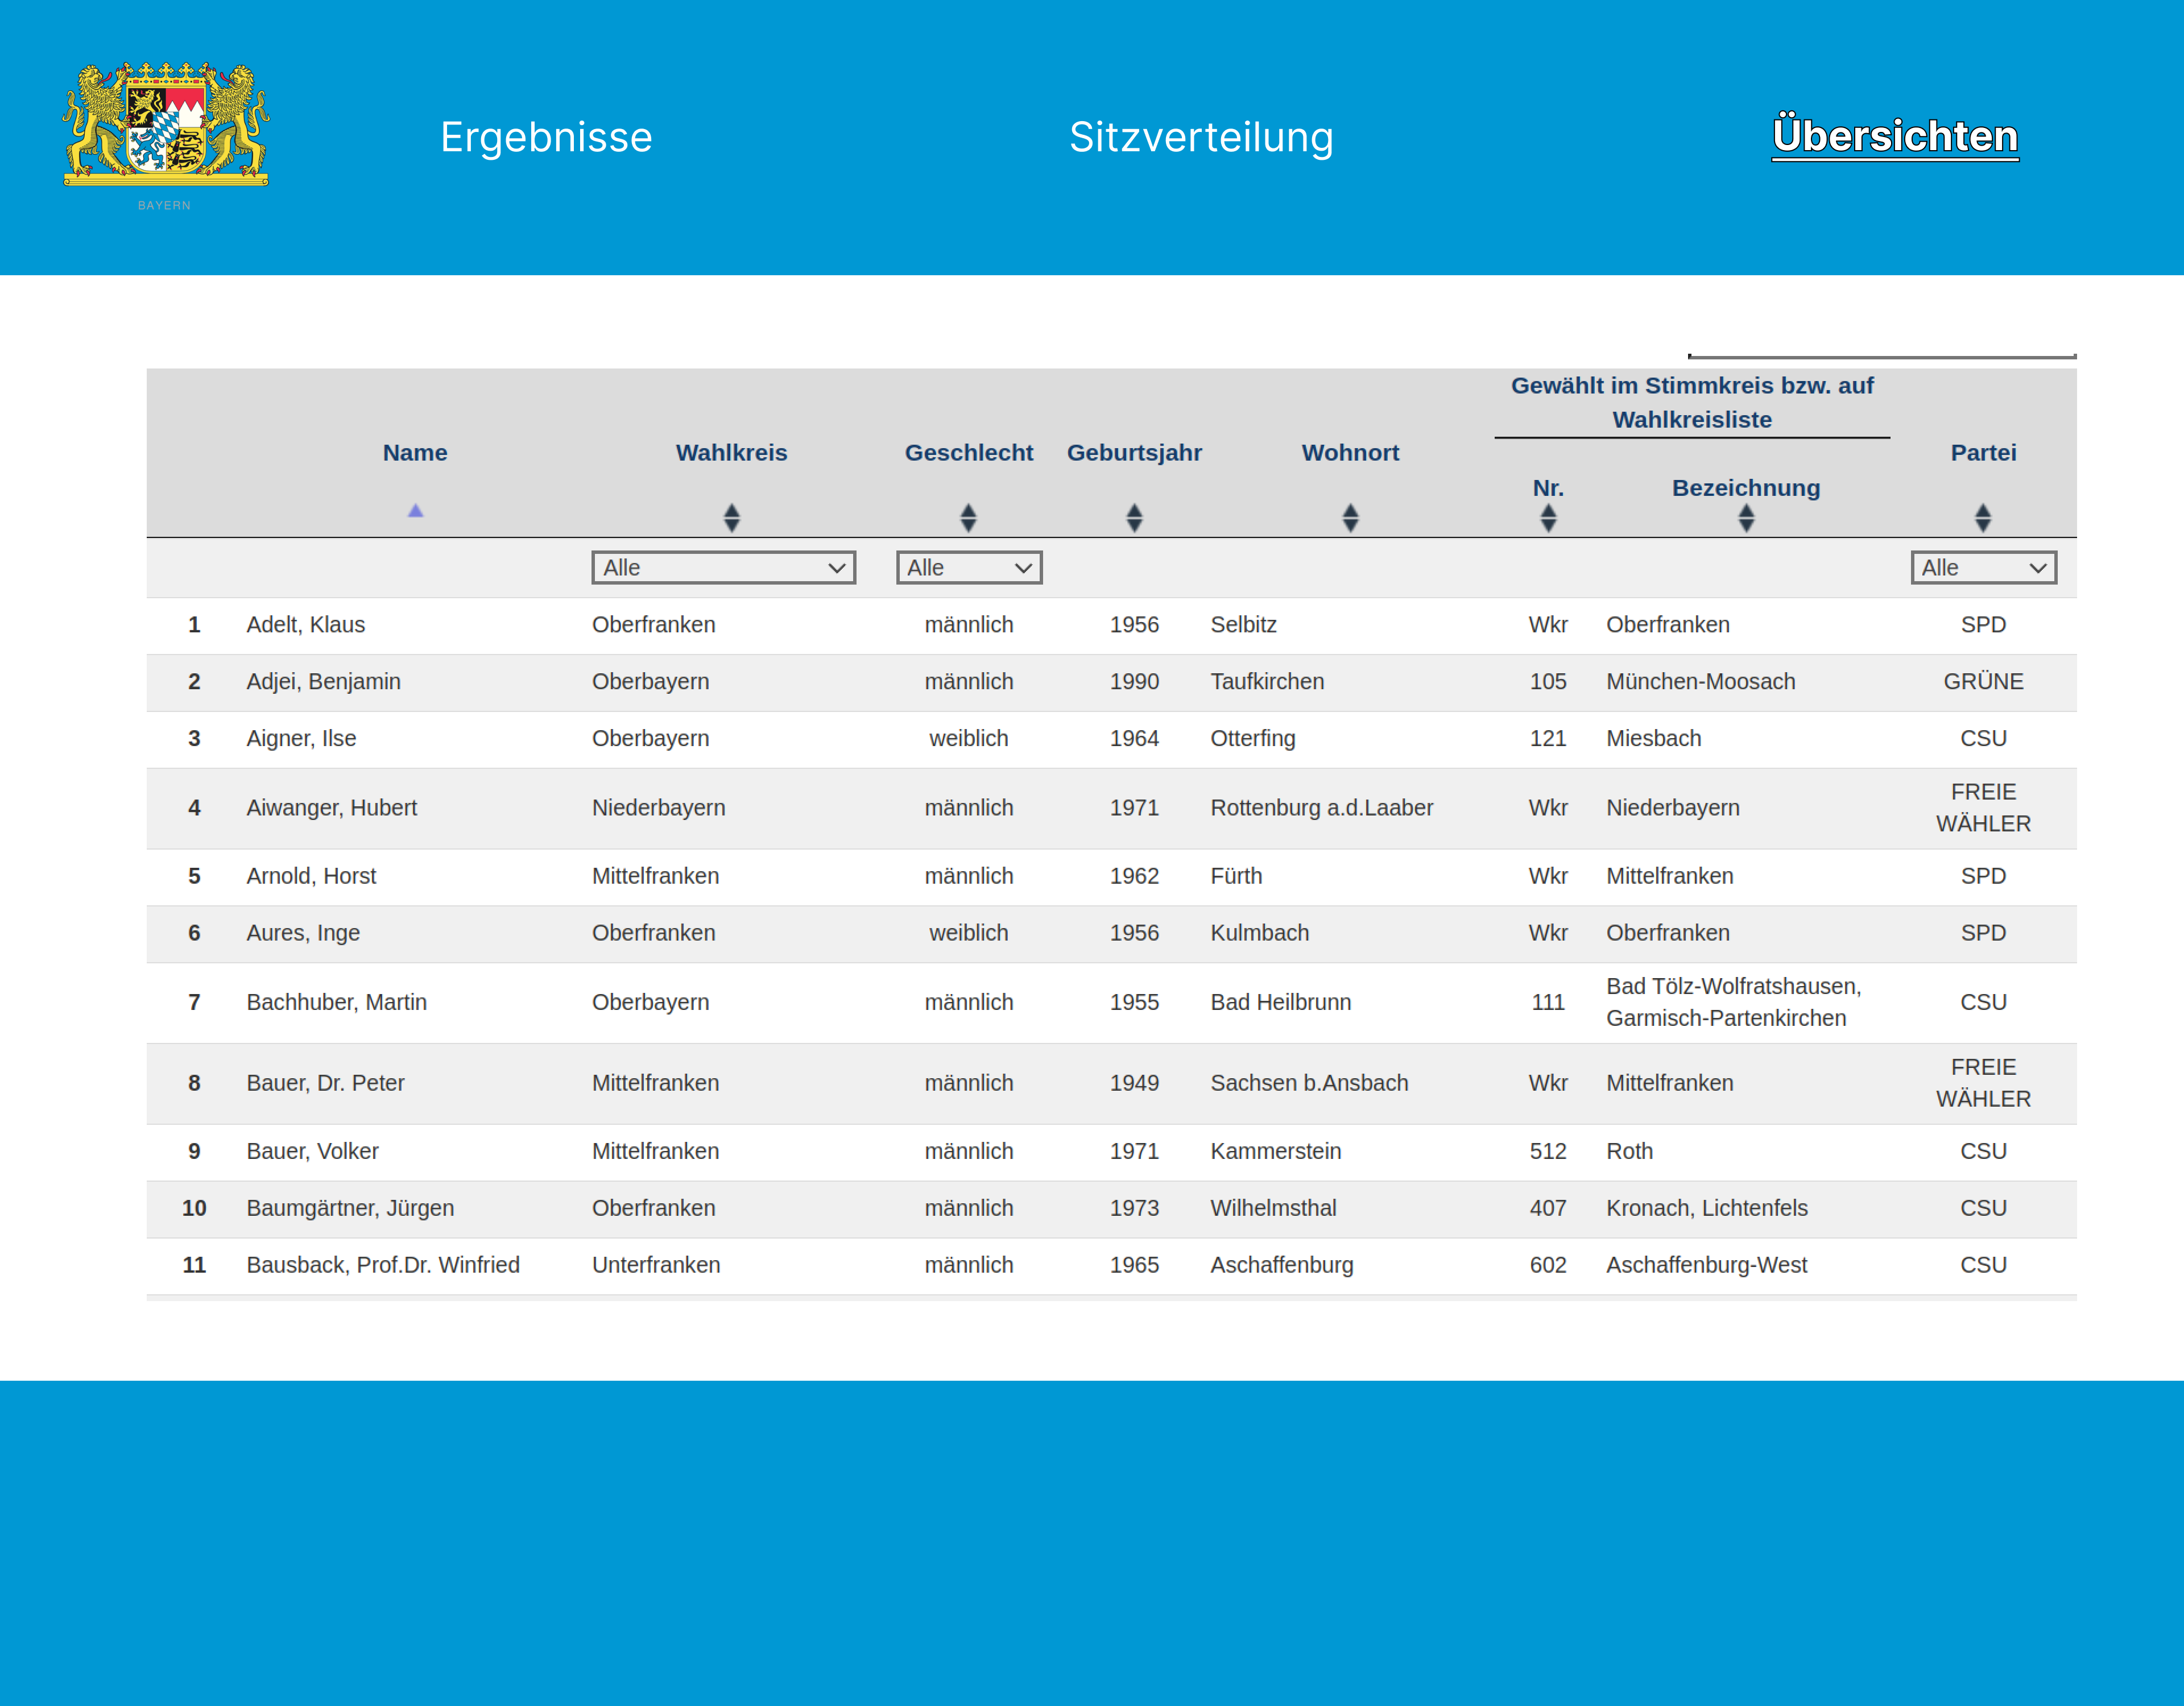 BAYERN
Ergebnisse
Sitzverteilung
Übersichten
Gewählt im Stimmkreis bzw. auf
Wahlkreisliste
Name Wahlkreis Geschlecht Geburtsjahr Wohnort Partei
Nr. Bezeichnung
Alle Alle Alle
1 Adelt, Klaus Oberfranken männlich 1956 Selbitz Wkr Oberfranken SPD
2 Adjei, Benjamin Oberbayern männlich 1990 Taufkirchen 105 München-Moosach GRÜNE
3 Aigner, Ilse Oberbayern weiblich 1964 Otterfing 121 Miesbach CSU
4 Aiwanger, Hubert Niederbayern männlich 1971 Rottenburg a.d.Laaber Wkr Niederbayern FREIE
WÄHLER
5 Arnold, Horst Mittelfranken männlich 1962 Fürth Wkr Mittelfranken SPD
6 Aures, Inge Oberfranken weiblich 1956 Kulmbach Wkr Oberfranken SPD
7 Bachhuber, Martin Oberbayern männlich 1955 Bad Heilbrunn 111 Bad Tölz-Wolfratshausen,
Garmisch-Partenkirchen CSU
8 Bauer, Dr. Peter Mittelfranken männlich 1949 Sachsen b.Ansbach Wkr Mittelfranken FREIE
WÄHLER
9 Bauer, Volker Mittelfranken männlich 1971 Kammerstein 512 Roth CSU
10 Baumgärtner, Jürgen Oberfranken männlich 1973 Wilhelmsthal 407 Kronach, Lichtenfels CSU
11 Bausback, Prof.Dr. Winfried Unterfranken männlich 1965 Aschaffenburg 602 Aschaffenburg-West CSU